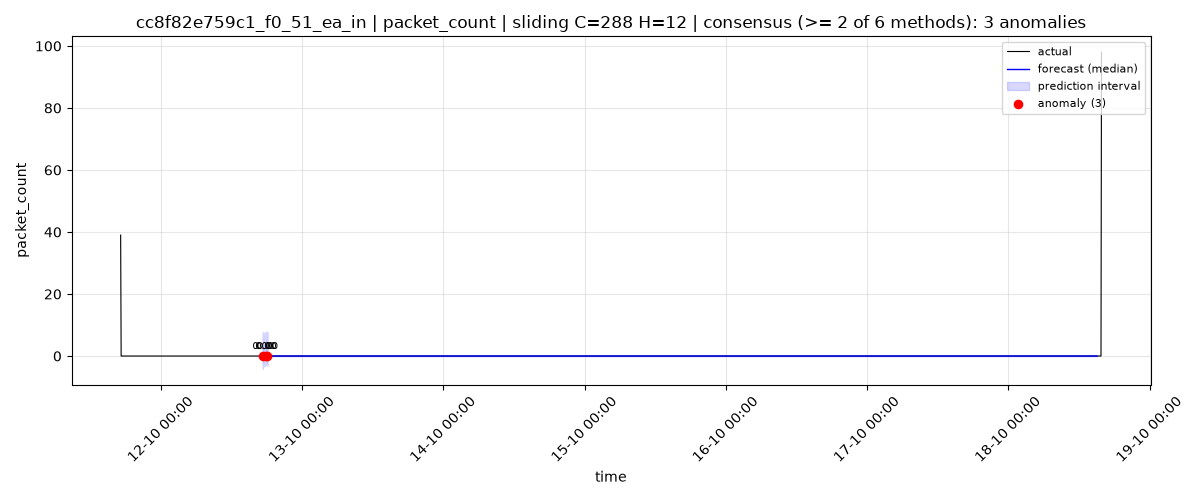 cc8f82e759c1_f0_51_ea_in | packet_count | sliding C=288 H=12 | consensus (>= 2 of 6 methods): 3 anomalies
actual
forecast (median)
prediction interval
anomaly (3)
packet_count
100
80
60
40
20
0
12-10 00:00
13-10 00:00
14-10 00:00
15-10 00:00
16-10 00:00
17-10 00:00
18-10 00:00
19-10 00:00
time